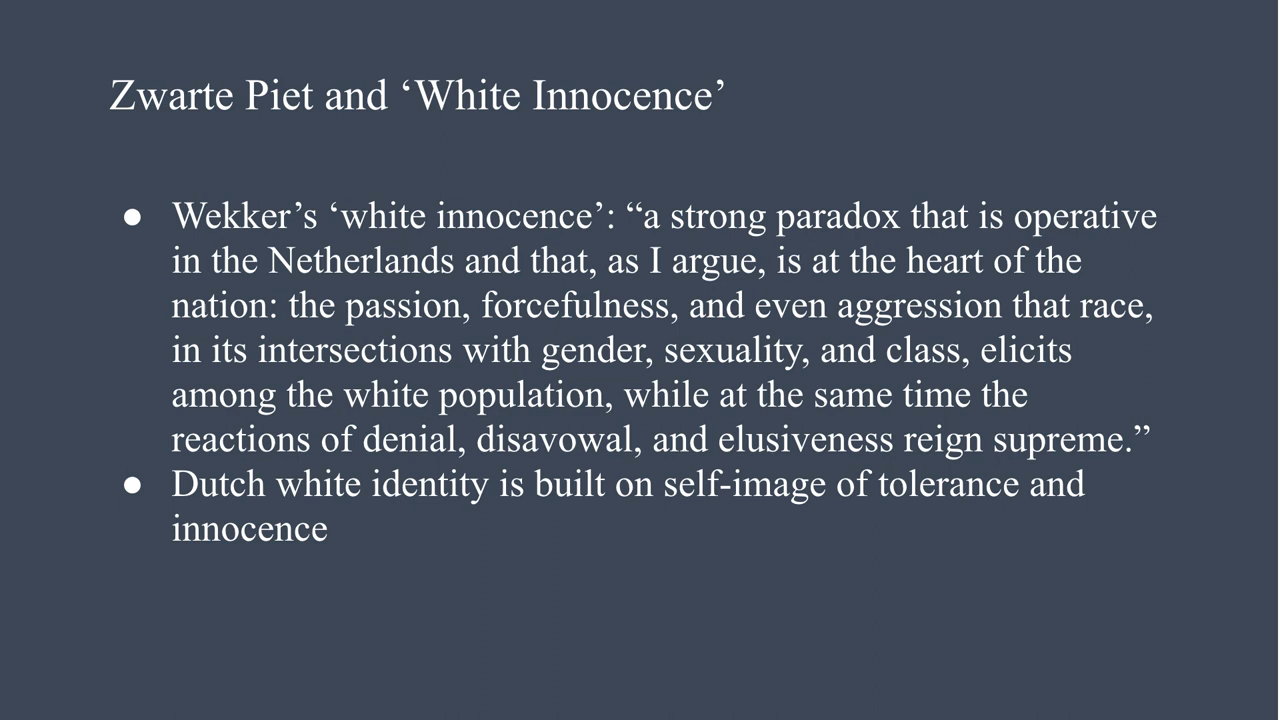 Zwarte Piet and ‘White Innocence’
● Wekker’s ‘white innocence’: “a strong paradox that is operative
in the Netherlands and that, as I argue, is at the heart of the
nation: the passion, forcefulness, and even aggression that race,
in its intersections with gender, sexuality, and class, elicits
among the white population, while at the same time the
reactions of denial, disavowal, and elusiveness reign supreme.”
● Dutch white identity is built on self-image of tolerance and
innocence